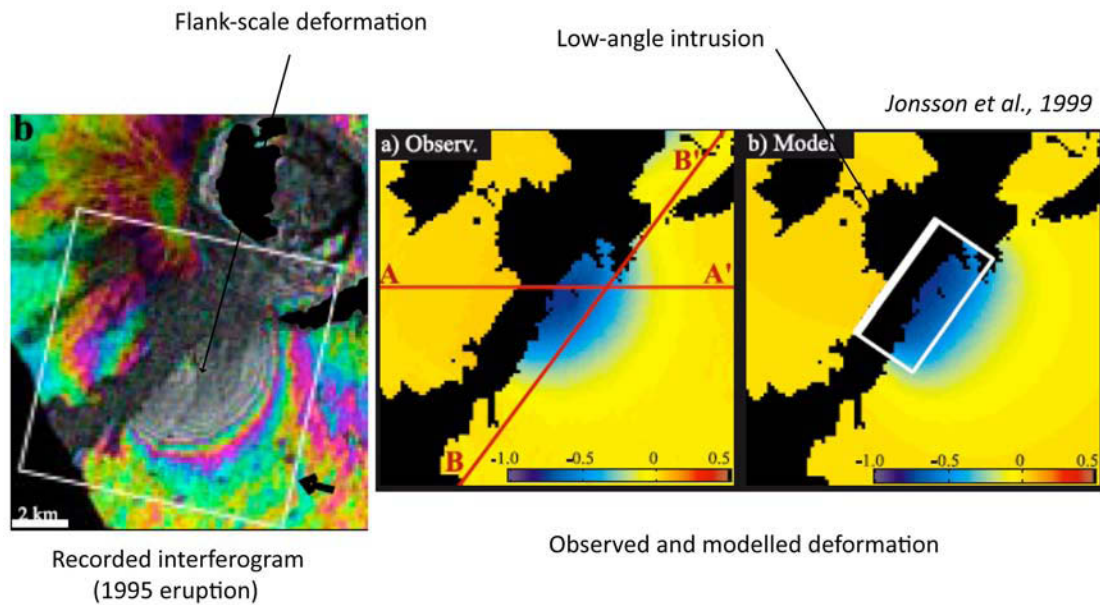 Flank-scale deformation
Low-angle intrusion
Jonsson et al., 1999
b
2 km
a) Observ.
B'
A
A'
B
-1.0 -0.5 0 0.5
b) Model
-1.0 -0.5 0 0.5
Recorded interferogram
(1995 eruption)
Observed and modelled deformation